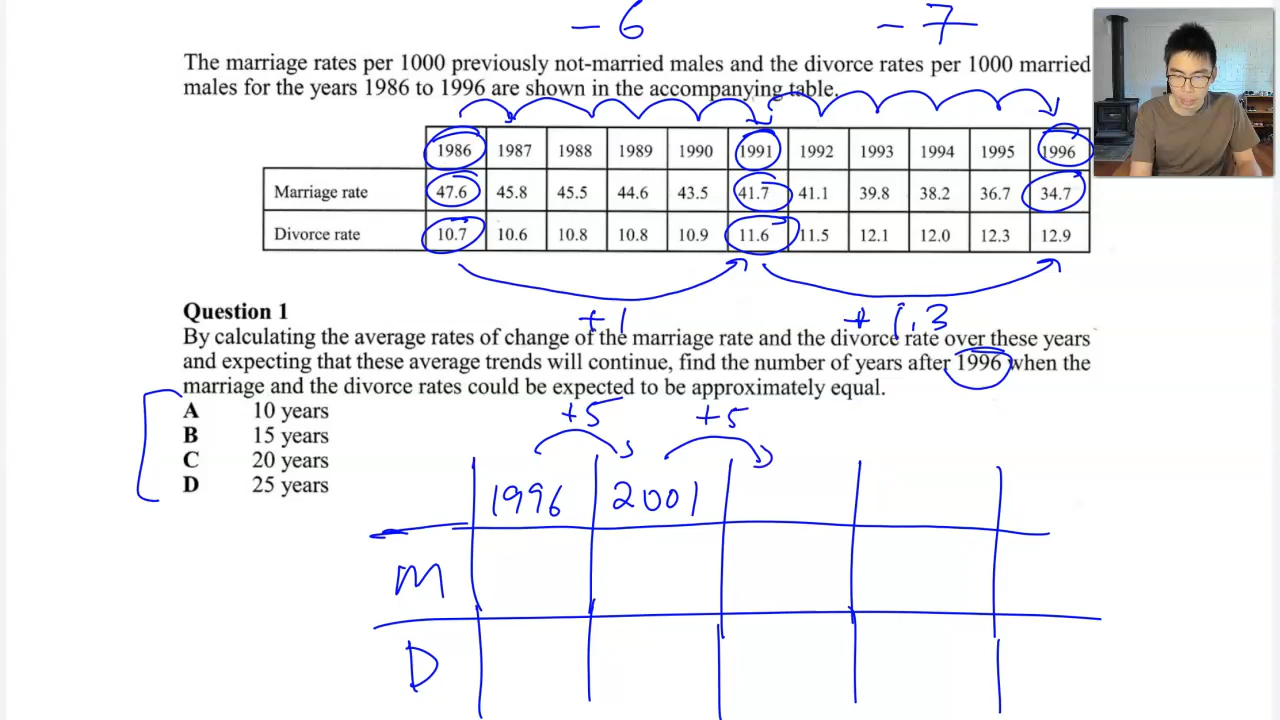 - 6 - 7
The marriage rates per 1000 previously not-married males and the divorce rates per 1000 married
males for the years 1986 to 1996 are shown in the accompanying table.
1986 1987 1988 1989 1990 1991 1992 1993 1994 1995 1996
Marriage rate 47.6 45.8 45.5 44.6 43.5 41.7 41.1 39.8 38.2 36.7 34.7
Divorce rate 10.7 10.6 10.8 10.8 10.9 11.6 11.5 12.1 12.0 12.3 12.9
+1 +1.3
Question 1
By calculating the average rates of change of the marriage rate and the divorce rate over these years
and expecting that these average trends will continue, find the number of years after 1996 when the
marriage and the divorce rates could be expected to be approximately equal.
A 10 years
B 15 years
C 20 years
D 25 years
+5 +5
1996 2001
M
D